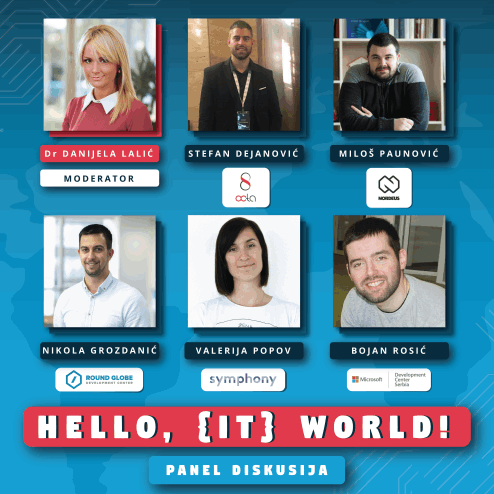 Dr DANIJELA LALIĆ
STEFAN DEJANOVIĆ
MILOŠ PAUNOVIĆ
MODERATOR
NORDEUS
NIKOLA GROZDANIĆ
VALERIJA POPOV
BOJAN ROSIĆ
ROUND GLOBE
DEVELOPMENT CENTER
symphony
Microsoft
Development
Center
Serbia
HELLO, {IT} WORLD!
PANEL DISKUSIJA